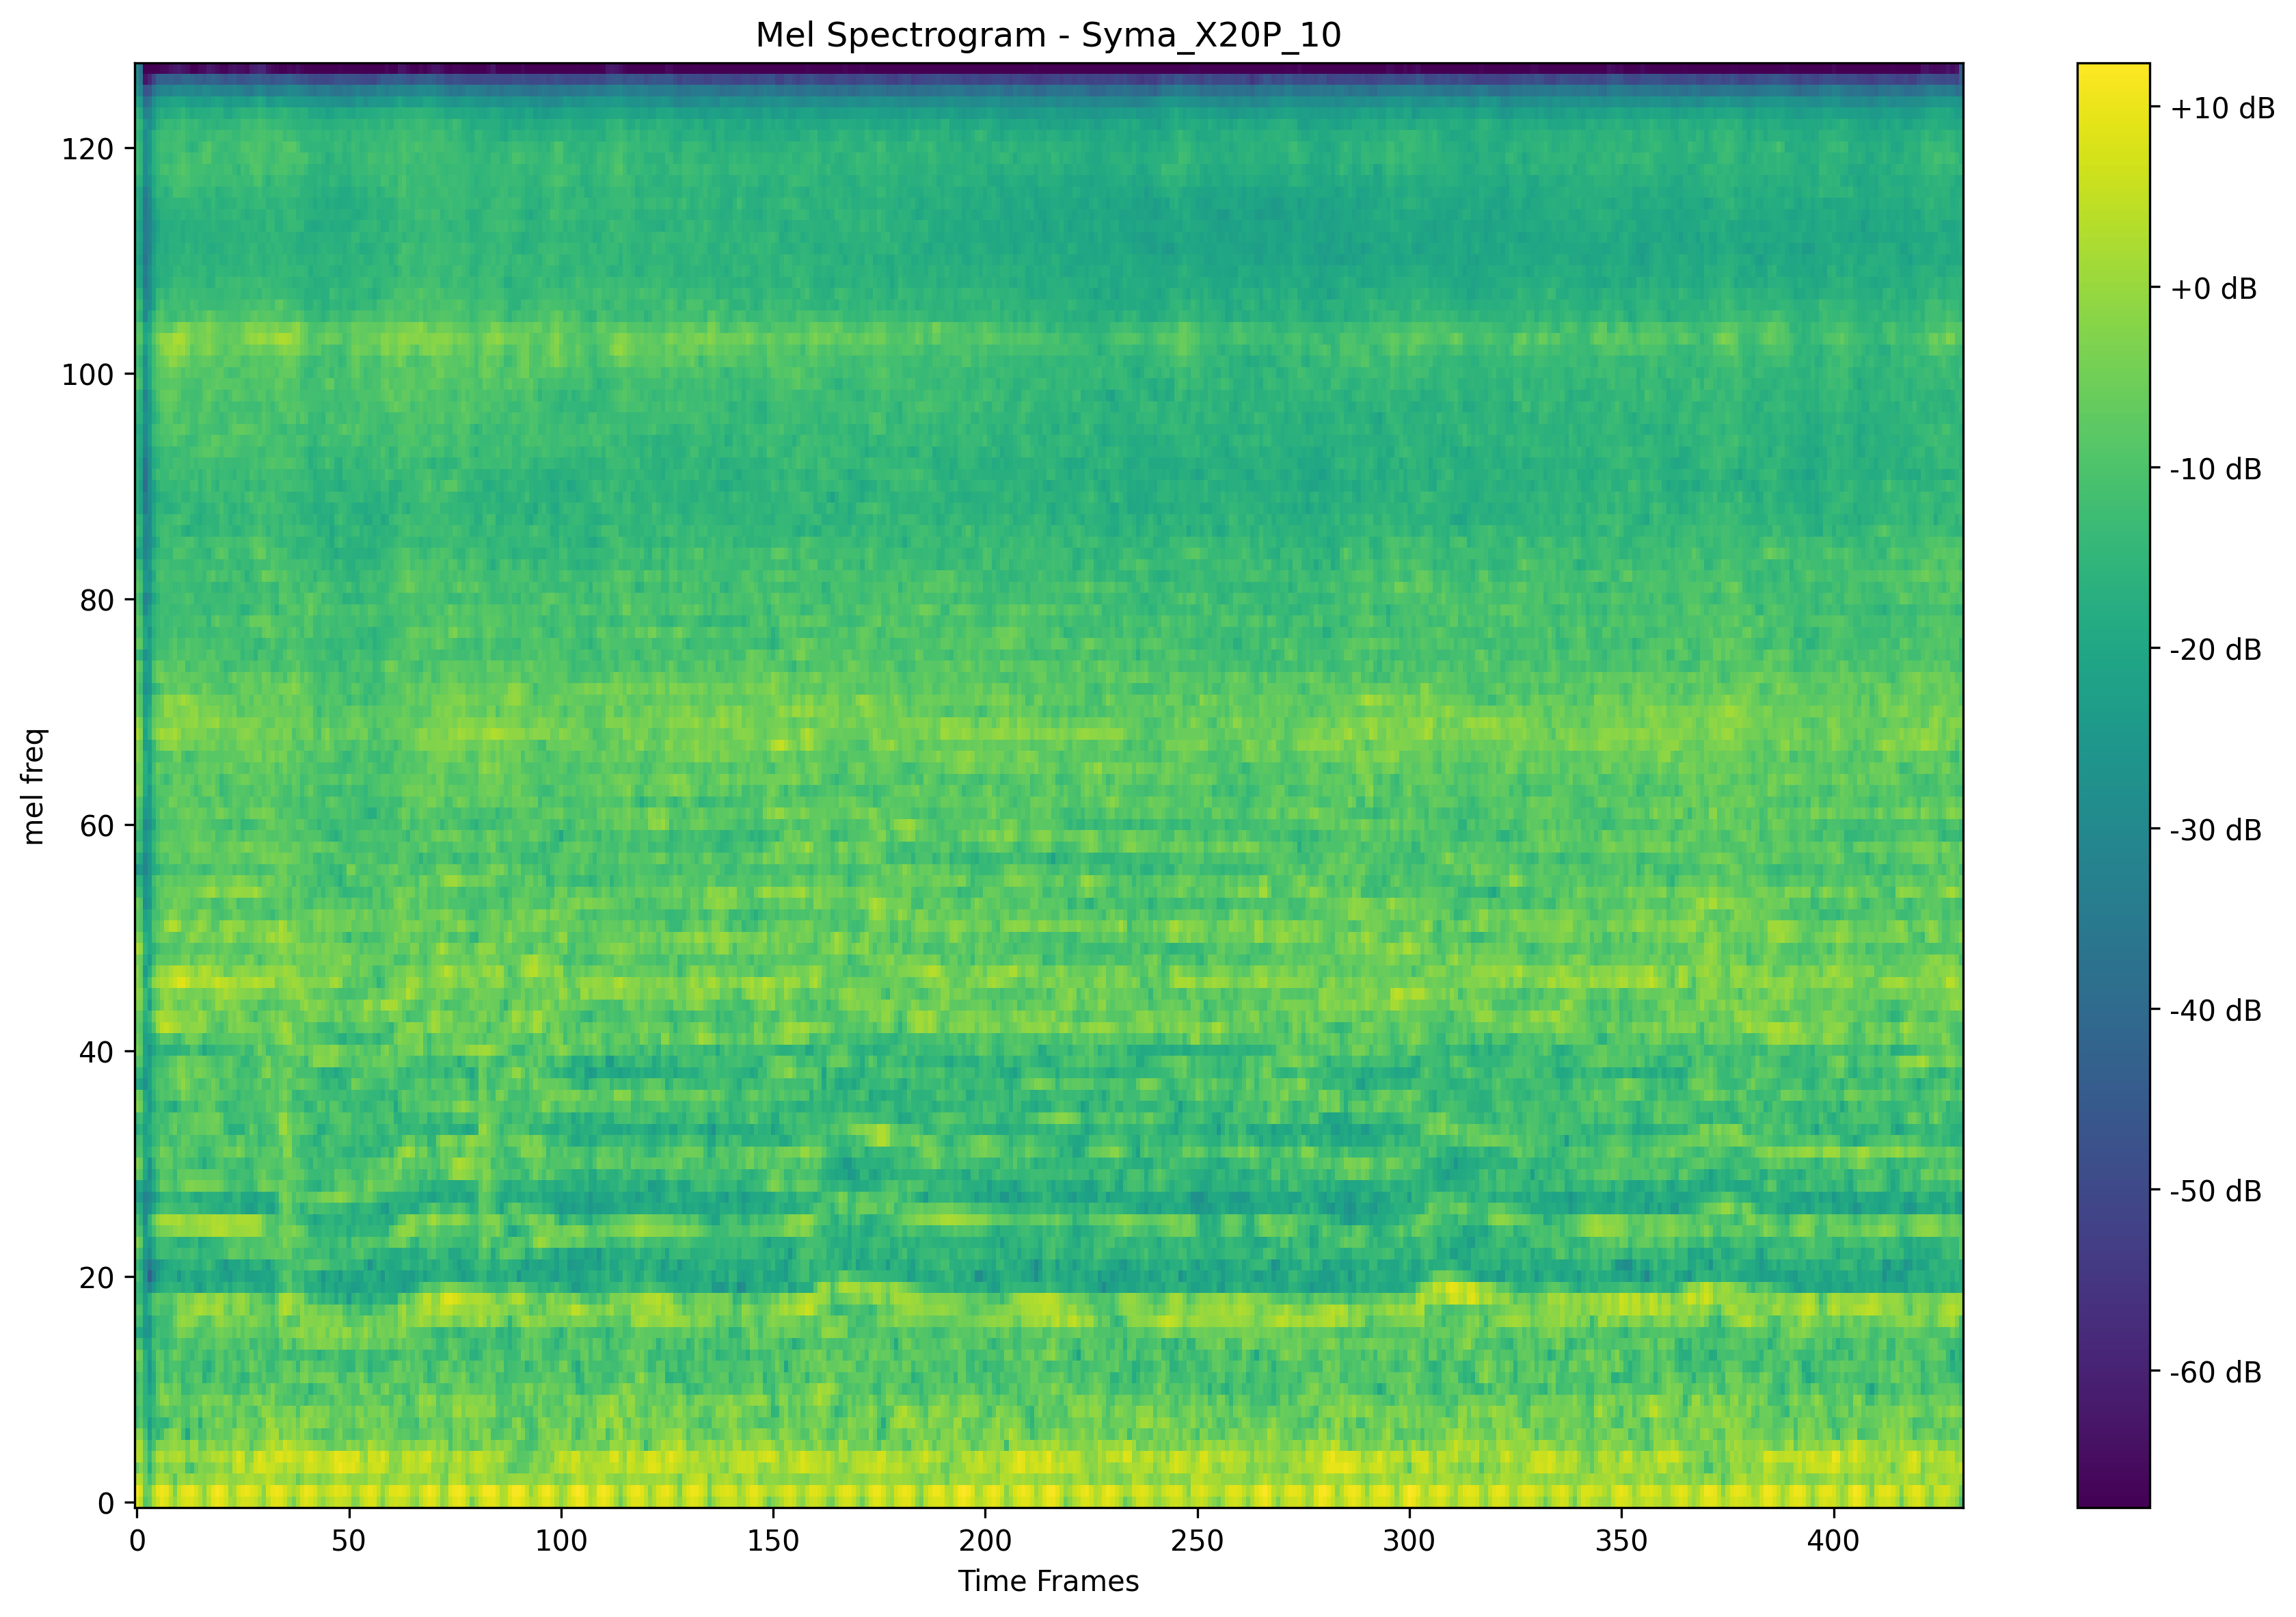 Mel Spectrogram - Syma_X20P_10
120
100
80
60
40
20
0
mel freq
0 50 100 150 200 250 300 350 400
Time Frames
+10 dB
+0 dB
-10 dB
-20 dB
-30 dB
-40 dB
-50 dB
-60 dB